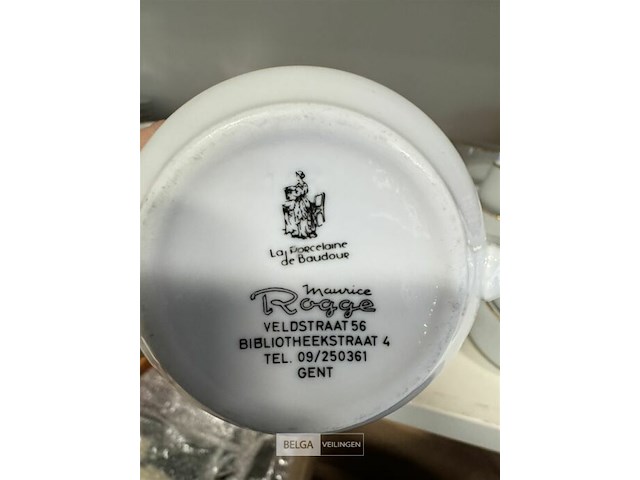 La Porcelaine
de Baudour
Maurice
Rogge
VELDSTRAAT 56
BIBLIOTHEEKSTRAAT 4
TEL. 09/250361
GENT
BELGA VEILINGEN